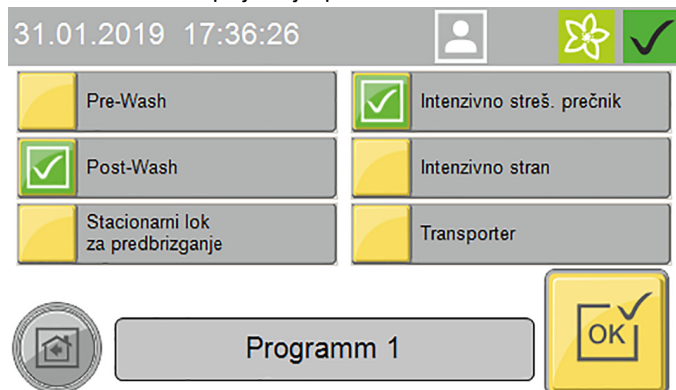 31.01.2019 17:36:26
Pre-Wash
Intenzivno streš. prečnik
Post-Wash
Intenzivno stran
Stacionarni lok
za predbrizganje
Transporter
Programm 1
OK